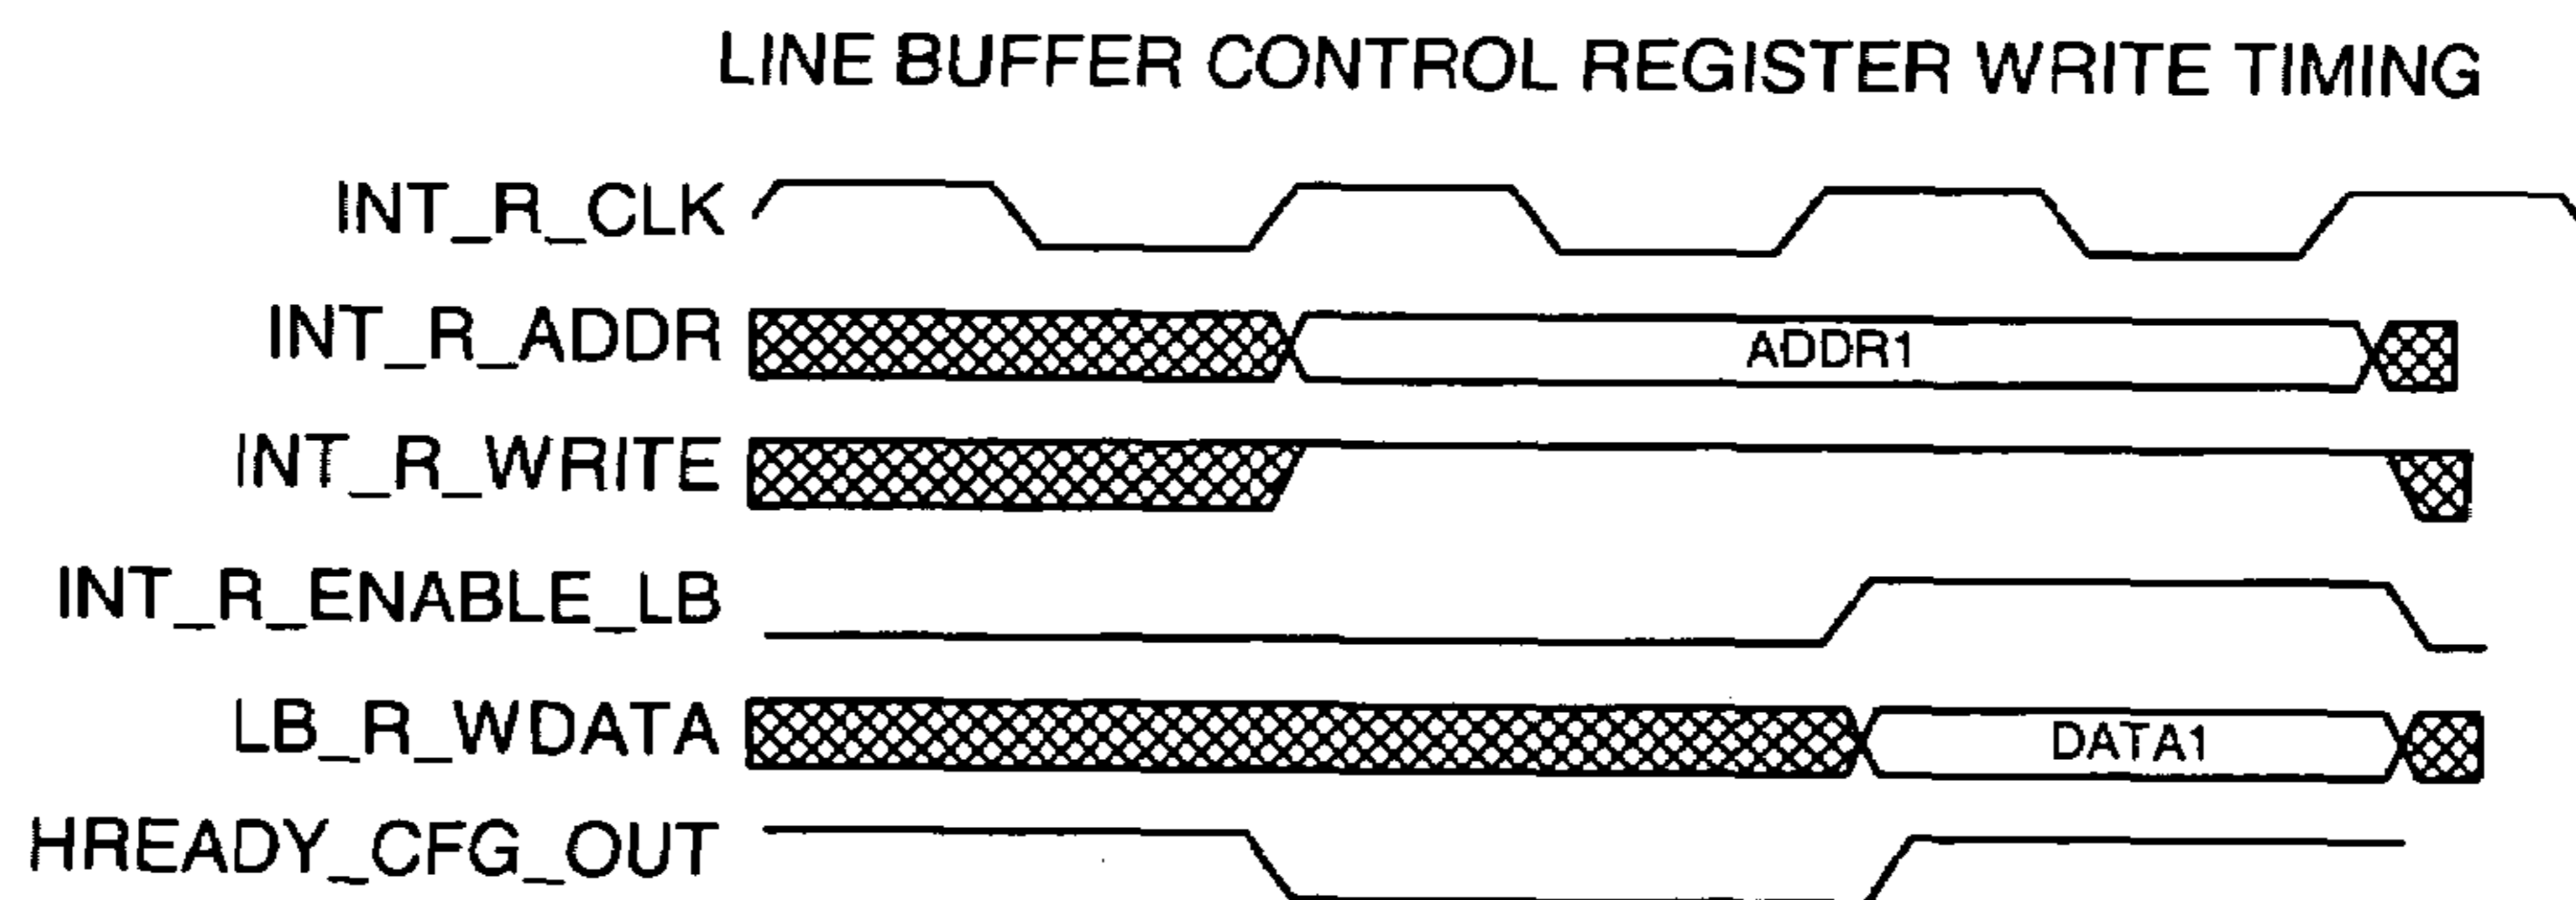 LINE BUFFER CONTROL REGISTER WRITE TIMING
INT_R_CLK
INT_R_ADDR
ADDR1
INT_R_WRITE
INT_R_ENABLE_LB
LB_R_WDATA
DATA1
HREADY_CFG_OUT